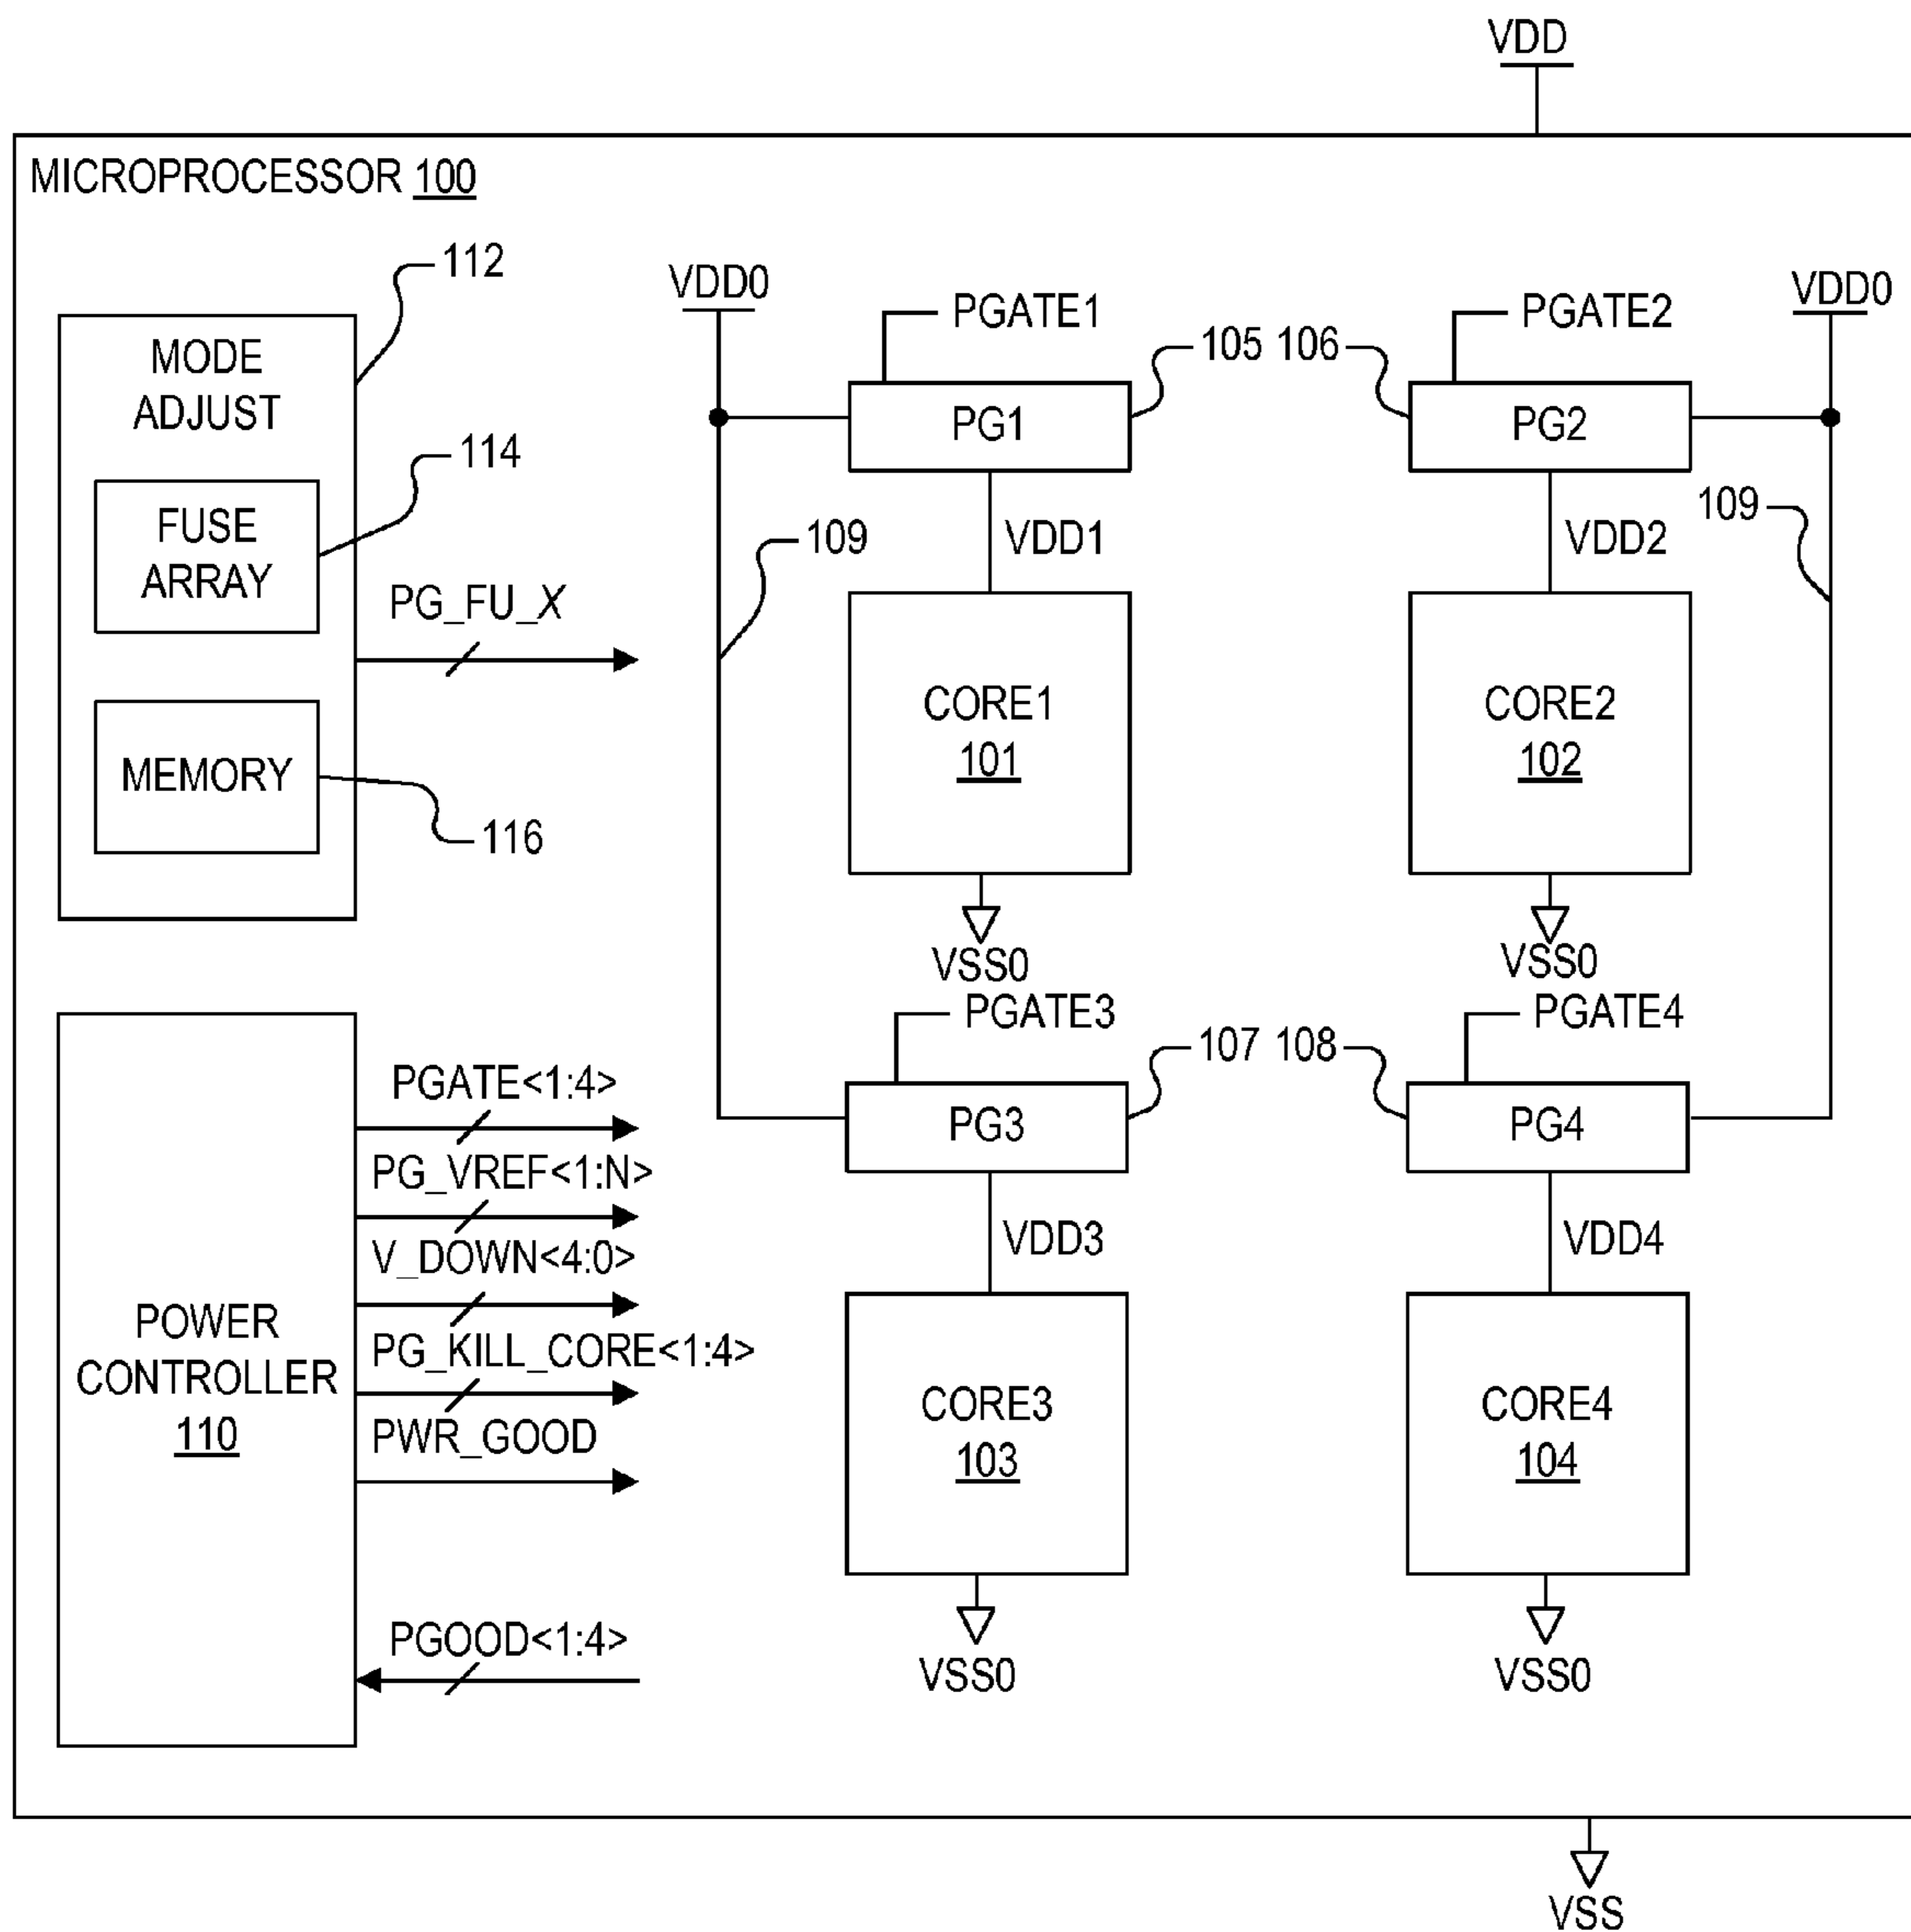 VDD
MICROPROCESSOR 100
112
VDD0
PGATE1
PGATE2
VDD0
MODE
ADJUST
105
106
PG1
PG2
114
FUSE
ARRAY
109
VDD1
VDD2
109
PG_FU_X
CORE1
101
CORE2
102
MEMORY
116
VSS0
VSS0
PGATE3
PGATE4
107
108
PGATE<1:4>
PG3
PG4
PG_VREF<1:N>
V_DOWN<4:0>
VDD3
VDD4
POWER
CONTROLLER
110
PG_KILL_CORE<1:4>
PWR_GOOD
CORE3
103
CORE4
104
PGOOD<1:4>
VSS0
VSS0
VSS